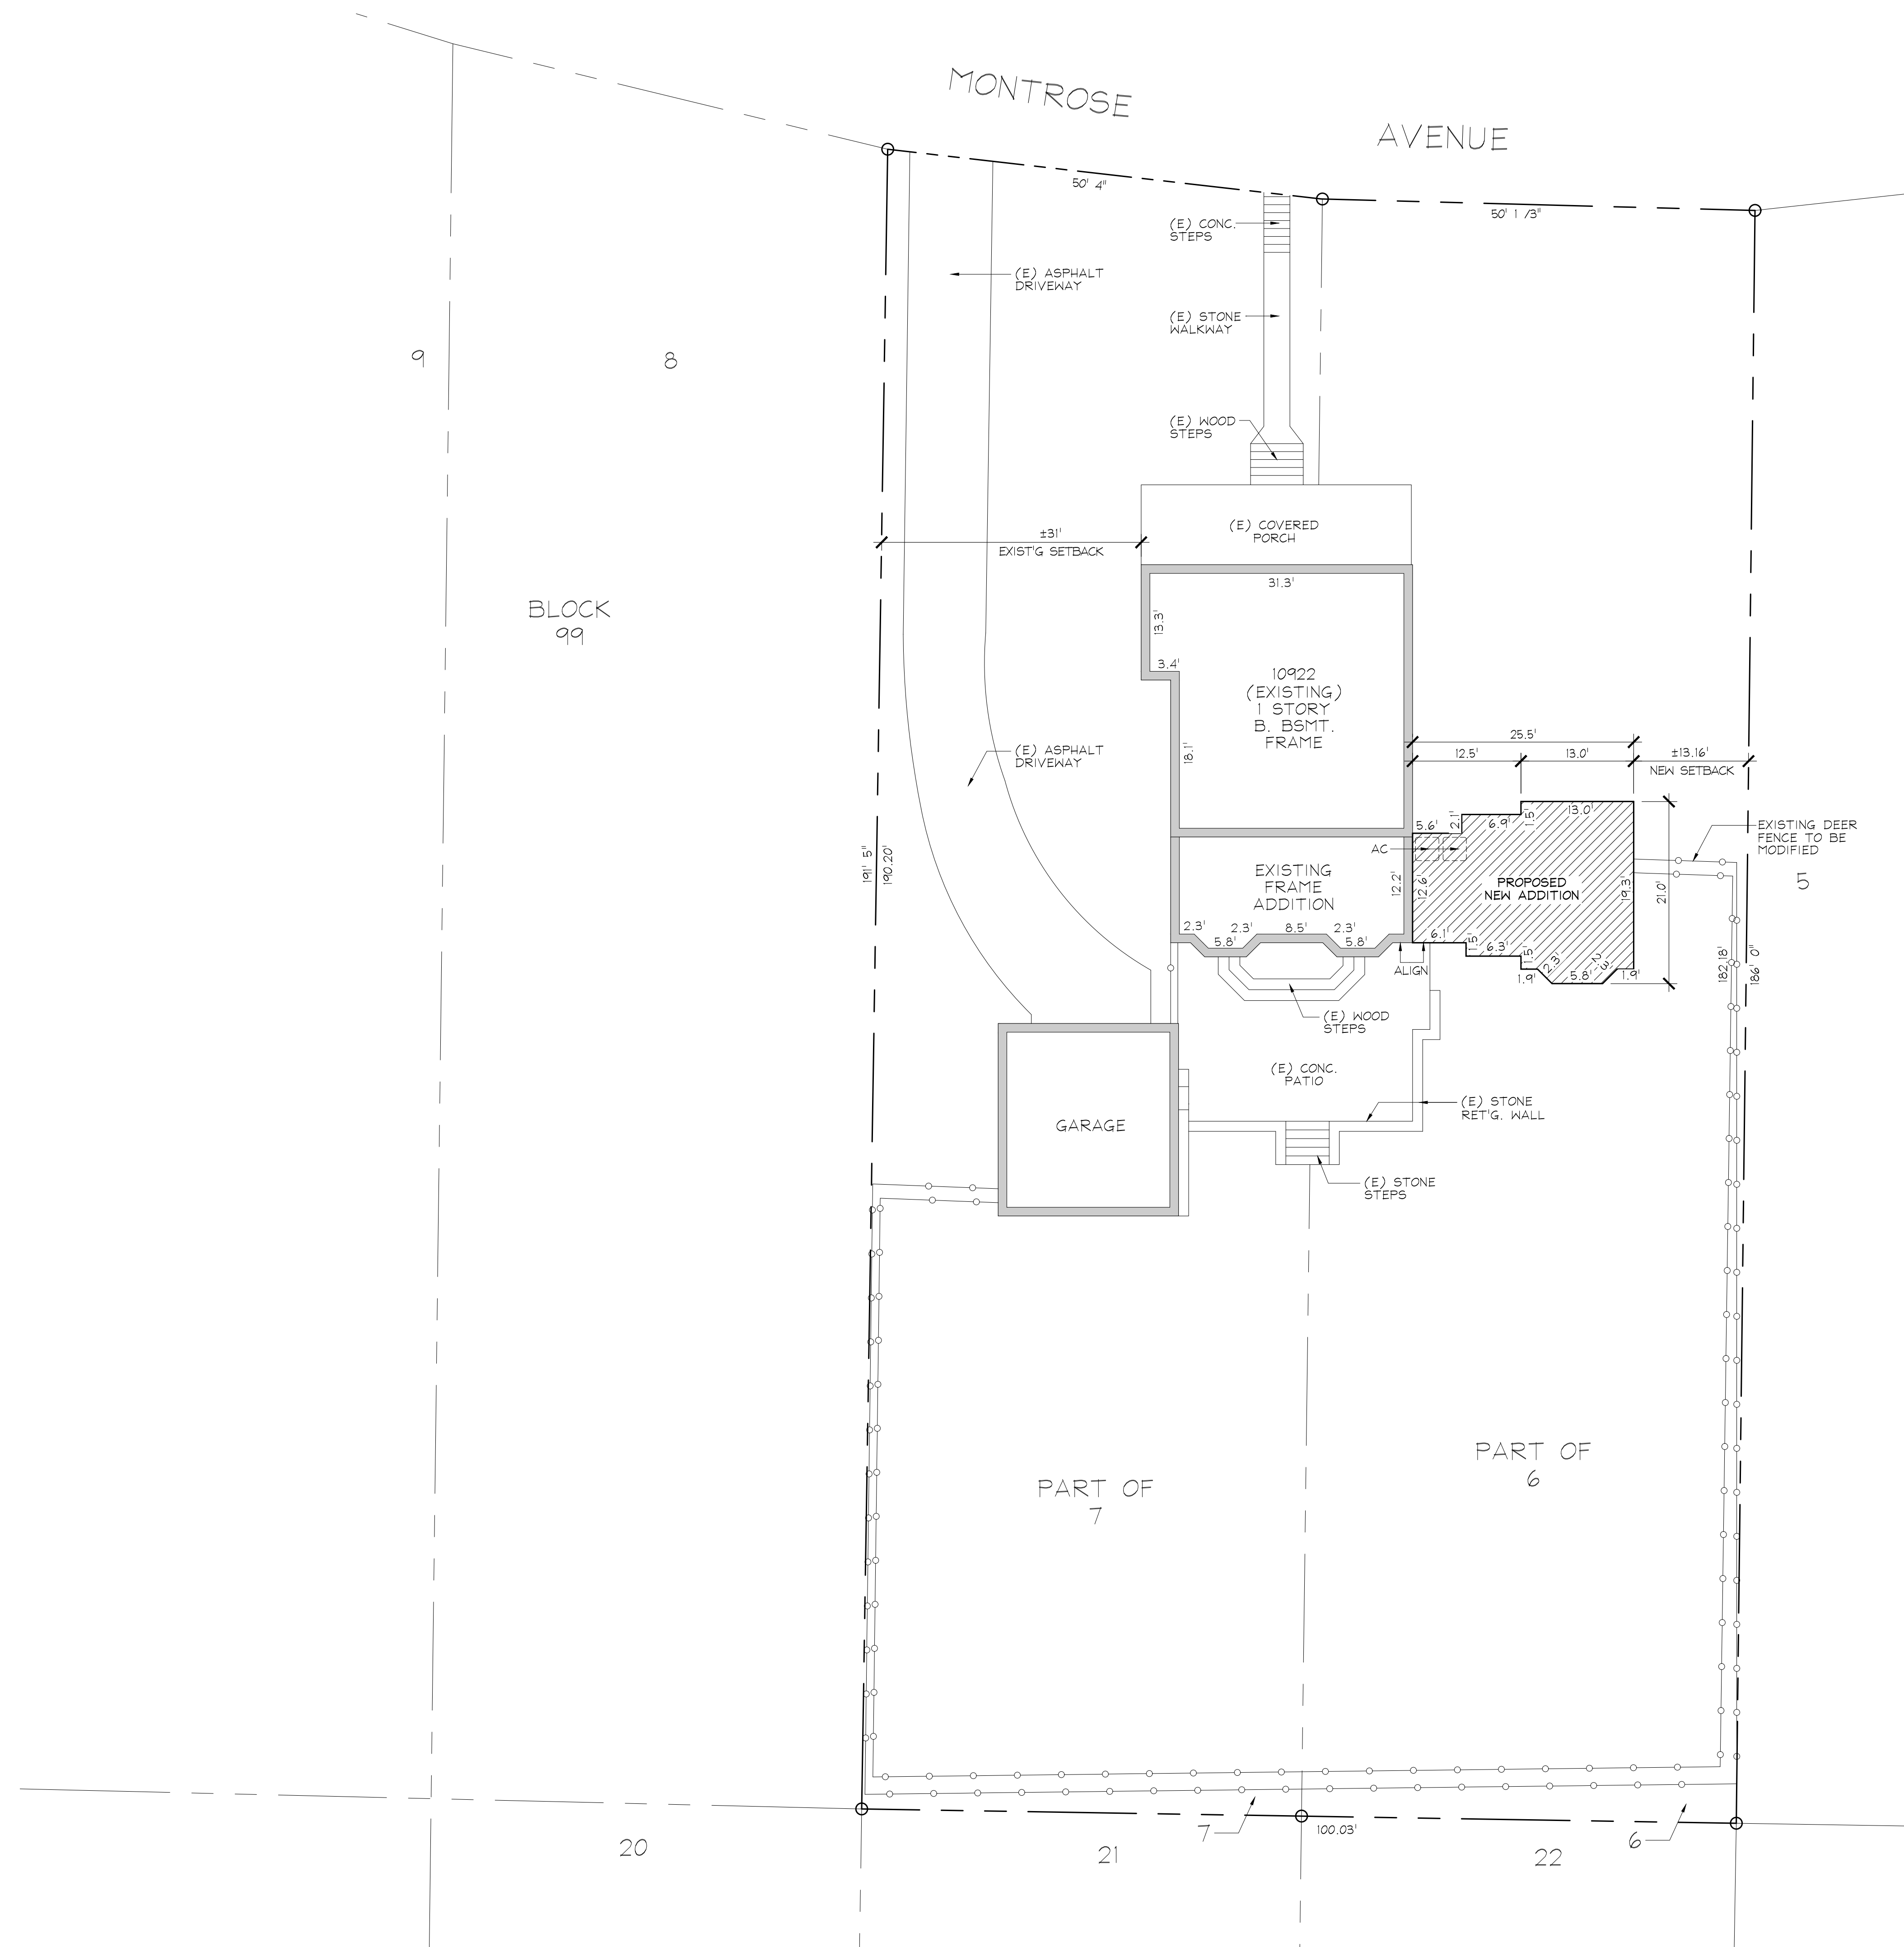 MONTROSE
AVENUE
50' 4"
50' 1 /3"
(E) CONC.
STEPS
(E) ASPHALT
DRIVEWAY
(E) STONE
WALKWAY
9
8
(E) WOOD
STEPS
(E) COVERED
PORCH
±31'
EXIST'G SETBACK
31.3'
BLOCK
99
13.3'
3.4'
10922
(EXISTING)
1 STORY
B. BSMT.
FRAME
18.1'
(E) ASPHALT
DRIVEWAY
25.5'
12.5'
13.0'
±13.16'
NEW SETBACK
13.0'
1.5'
6.9'
2.1'
5.6'
AC
EXISTING DEER
FENCE TO BE
MODIFIED
5
191' 5"
190.20'
EXISTING
FRAME
ADDITION
12.2'
12.6'
PROPOSED
NEW ADDITION
19.3'
21.0'
2.3'
5.8'
2.3'
8.5'
2.3'
5.8'
6.1'
1.5'
6.3'
1.5'
1.9'
2.3'
5.8'
2.3'
1.9'
ALIGN
182.18'
186' 0"
(E) WOOD
STEPS
(E) CONC.
PATIO
(E) STONE
RET'G. WALL
GARAGE
(E) STONE
STEPS
PART OF
7
PART OF
6
7
100.03'
6
20
21
22